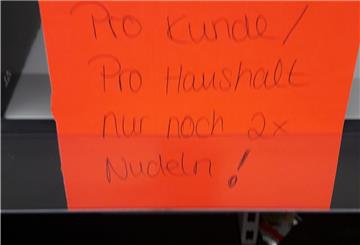 Pro Kunde/
Pro Haushalt
nur noch 2x
Nudeln!